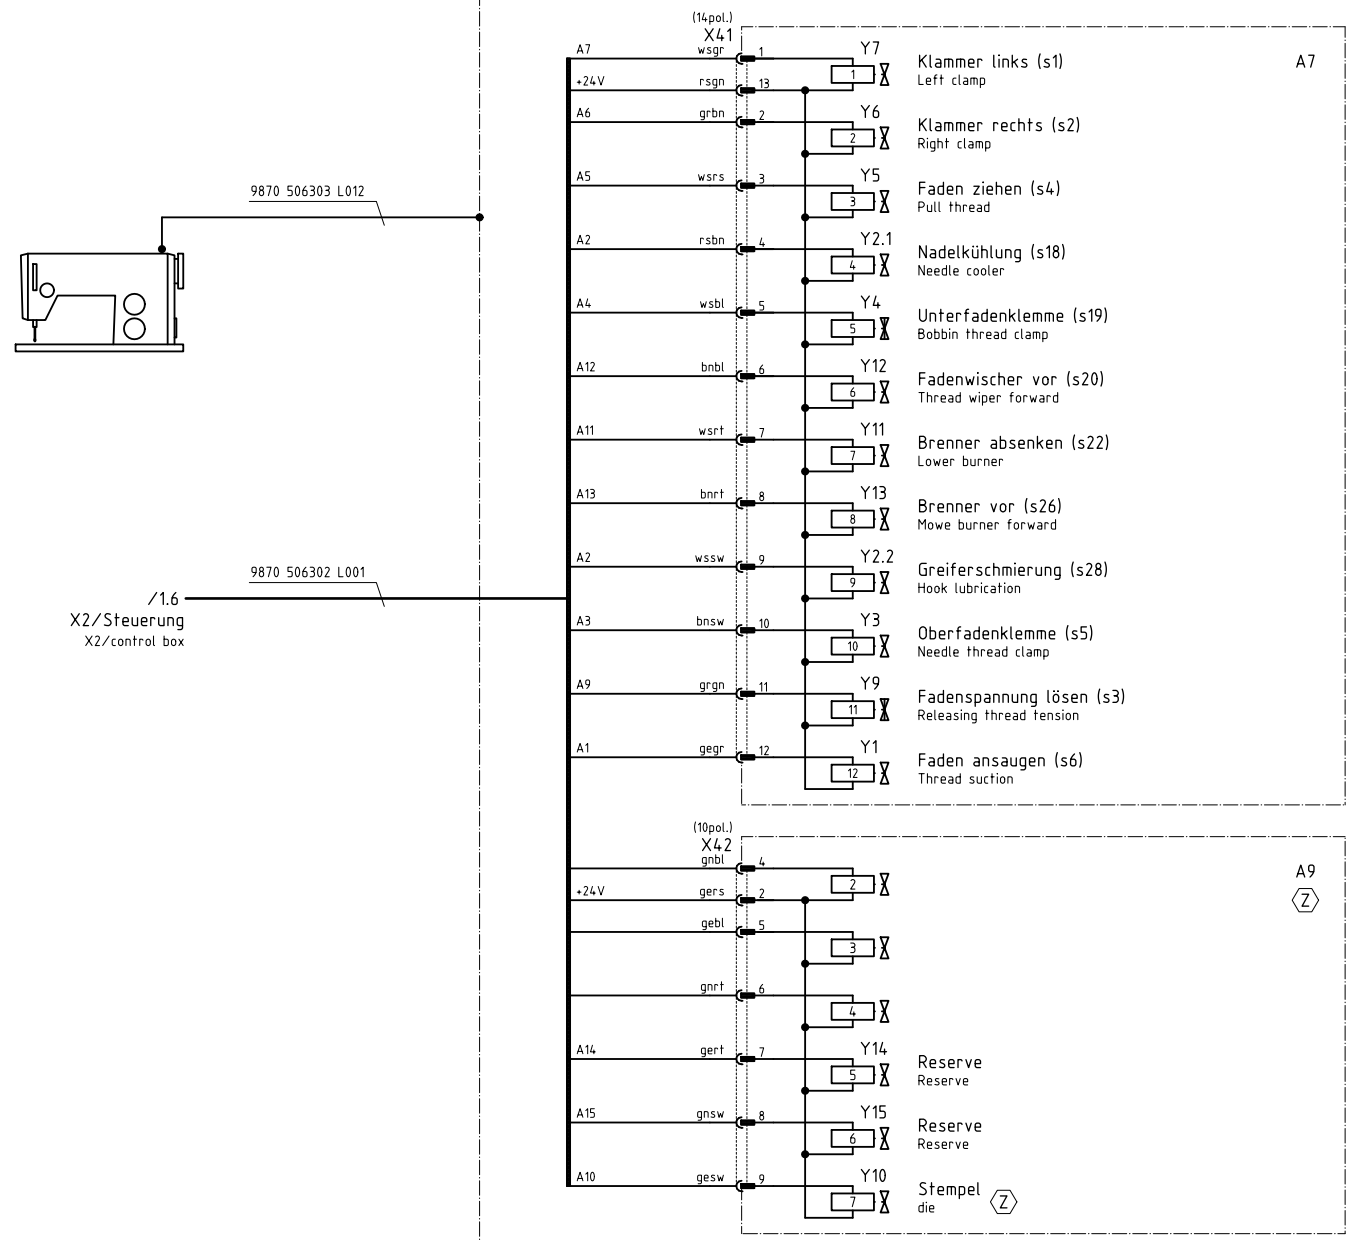 (14pol.)
X41
A7 wsgr 1 Y7
1 Klammer links (s1) A7
Left clamp
+24V rsgn 13
A6 grbn 2 Y6
2 Klammer rechts (s2)
Right clamp
A5 wsrs 3 Y5
9870 506303 L012
3 Faden ziehen (s4)
Pull thread
A2 rsbn 4 Y2.1
4 Nadelkühlung (s18)
Needle cooler
A4 wsbl 5 Y4
5 Unterfadenklemme (s19)
Bobbin thread clamp
A12 bnbl 6 Y12
6 Fadenwischer vor (s20)
Thread wiper forward
A11 wsrt 7 Y11
7 Brenner absenken (s22)
Lower burner
A13 bnrt 8 Y13
8 Brenner vor (s26)
Mowe burner forward
A2 wssw 9 Y2.2
9870 506302 L001
9 Greiferschmierung (s28)
Hook lubrication
/1.6
X2/Steuerung
X2/control box
A3 bnsw 10 Y3
10 Oberfadenklemme (s5)
Needle thread clamp
A9 grgn 11 Y9
11 Fadenspannung lösen (s3)
Releasing thread tension
A1 gegr 12 Y1
12 Faden ansaugen (s6)
Thread suction
(10pol.)
X42
gnbl 4
2 A9
+24V gers 2
Z
gebl 5
3
gnrt 6
4
A14 gert 7 Y14
5 Reserve
Reserve
A15 gnsw 8 Y15
6 Reserve
Reserve
A10 gesw 9 Y10
7 Stempel Z
die